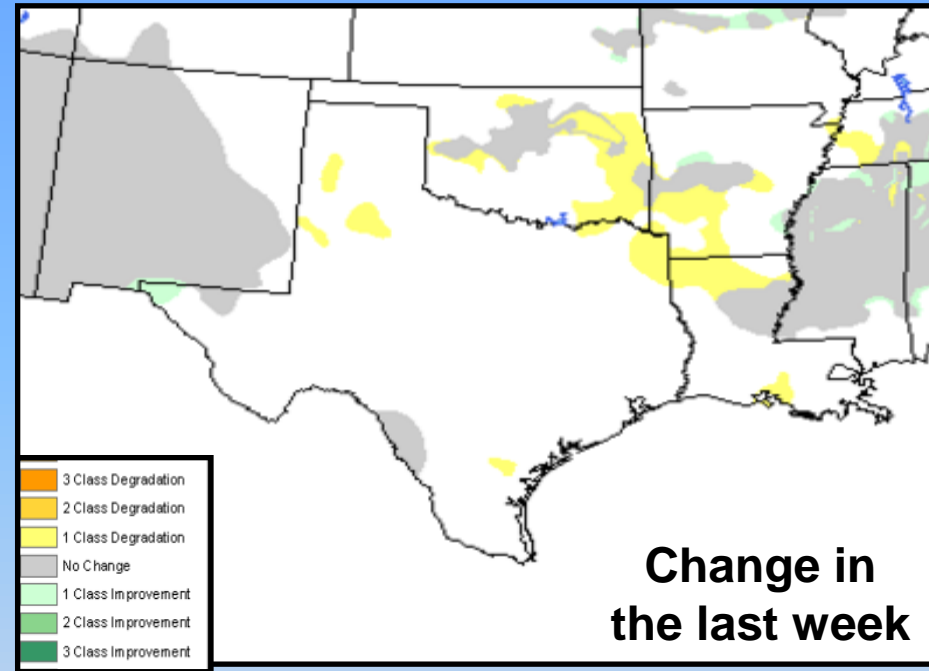 3 Class Degradation
2 Class Degradation
1 Class Degradation
No Change
1 Class Improvement
2 Class Improvement
3 Class Improvement
Change in
the last week